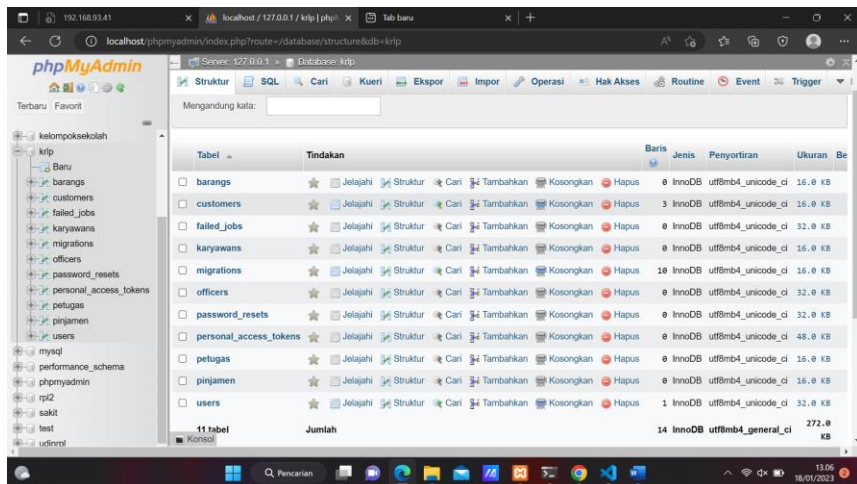 192.168.93.41
localhost / 127.0.0.1 / krlp | php
Tab baru
localhost/phpmyadmin/index.php?route=/database/structure&db=krlp
phpMyAdmin
Terbaru Favorit
kelompoksekolah
krlp
Baru
barangs
customers
failed_jobs
karyawans
migrations
officers
password_resets
personal_access_tokens
petugas
pinjamen
users
mysql
performance_schema
phpmyadmin
rpl2
sakit
test
udinrpl
Server: 127.0.0.1 » Database: krlp
Struktur SQL Cari Kueri Ekspor Impor Operasi Hak Akses Routine Event Trigger
Mengandung kata:
Tabel Tindakan Baris Jenis Penyortiran Ukuran Be
barangs Jelajahi Struktur Cari Tambahkan Kosongkan Hapus 0 InnoDB utf8mb4_unicode_ci 16.0 KB
customers Jelajahi Struktur Cari Tambahkan Kosongkan Hapus 3 InnoDB utf8mb4_unicode_ci 16.0 KB
failed_jobs Jelajahi Struktur Cari Tambahkan Kosongkan Hapus 0 InnoDB utf8mb4_unicode_ci 32.0 KB
karyawans Jelajahi Struktur Cari Tambahkan Kosongkan Hapus 0 InnoDB utf8mb4_unicode_ci 16.0 KB
migrations Jelajahi Struktur Cari Tambahkan Kosongkan Hapus 10 InnoDB utf8mb4_unicode_ci 16.0 KB
officers Jelajahi Struktur Cari Tambahkan Kosongkan Hapus 0 InnoDB utf8mb4_unicode_ci 32.0 KB
password_resets Jelajahi Struktur Cari Tambahkan Kosongkan Hapus 0 InnoDB utf8mb4_unicode_ci 32.0 KB
personal_access_tokens Jelajahi Struktur Cari Tambahkan Kosongkan Hapus 0 InnoDB utf8mb4_unicode_ci 48.0 KB
petugas Jelajahi Struktur Cari Tambahkan Kosongkan Hapus 0 InnoDB utf8mb4_unicode_ci 16.0 KB
pinjamen Jelajahi Struktur Cari Tambahkan Kosongkan Hapus 0 InnoDB utf8mb4_unicode_ci 16.0 KB
users Jelajahi Struktur Cari Tambahkan Kosongkan Hapus 1 InnoDB utf8mb4_unicode_ci 32.0 KB
11 tabel Jumlah 14 InnoDB utf8mb4_general_ci 272.0 KB
Konsol
Pencarian
13.06
18/01/2023